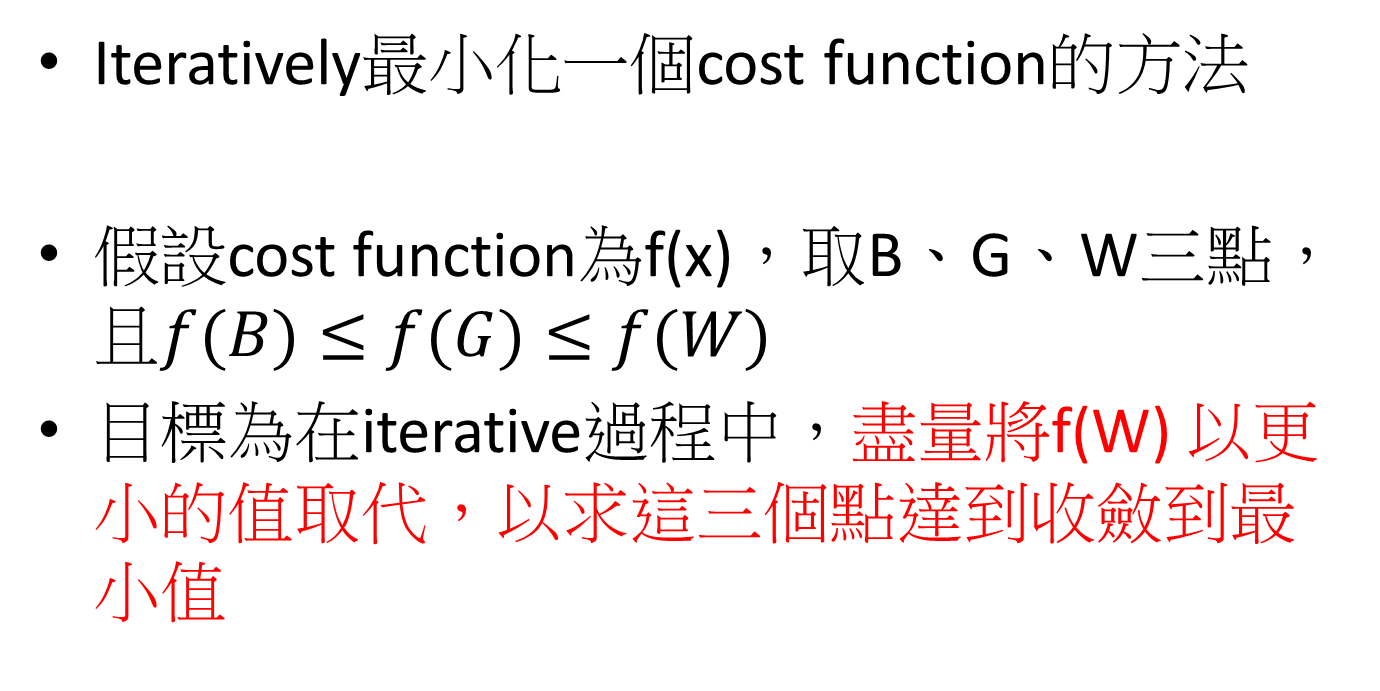 • Iteratively最小化一個cost function的方法
• 假設cost function為f(x)，取B、G、W三點，
且f(B) ≤ f(G) ≤ f(W)
• 目標為在iterative過程中，盡量將f(W) 以更
小的值取代，以求這三個點達到收斂到最
小值